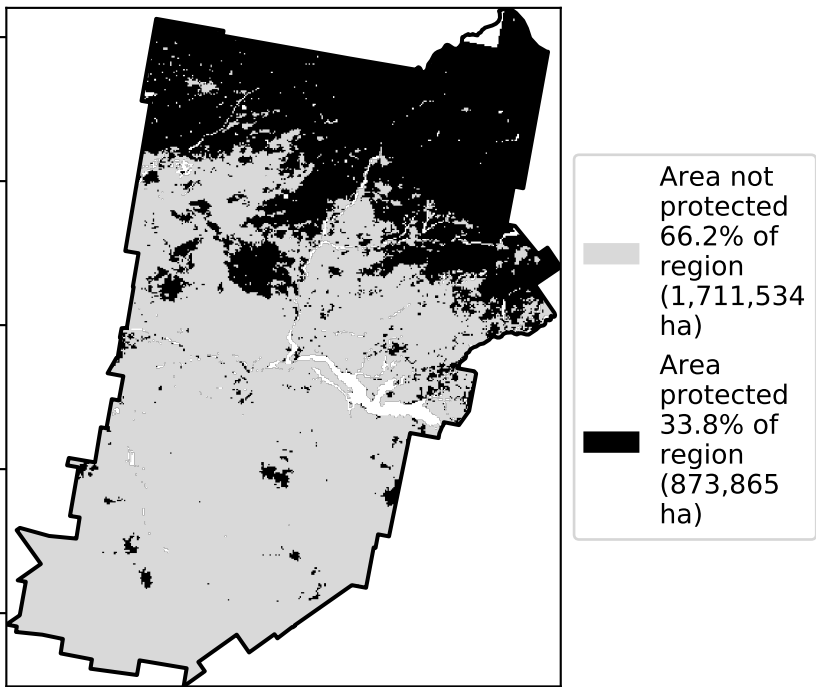 Area not
protected
66.2% of
region
(1,711,534
ha)
Area
protected
33.8% of
region
(873,865
ha)